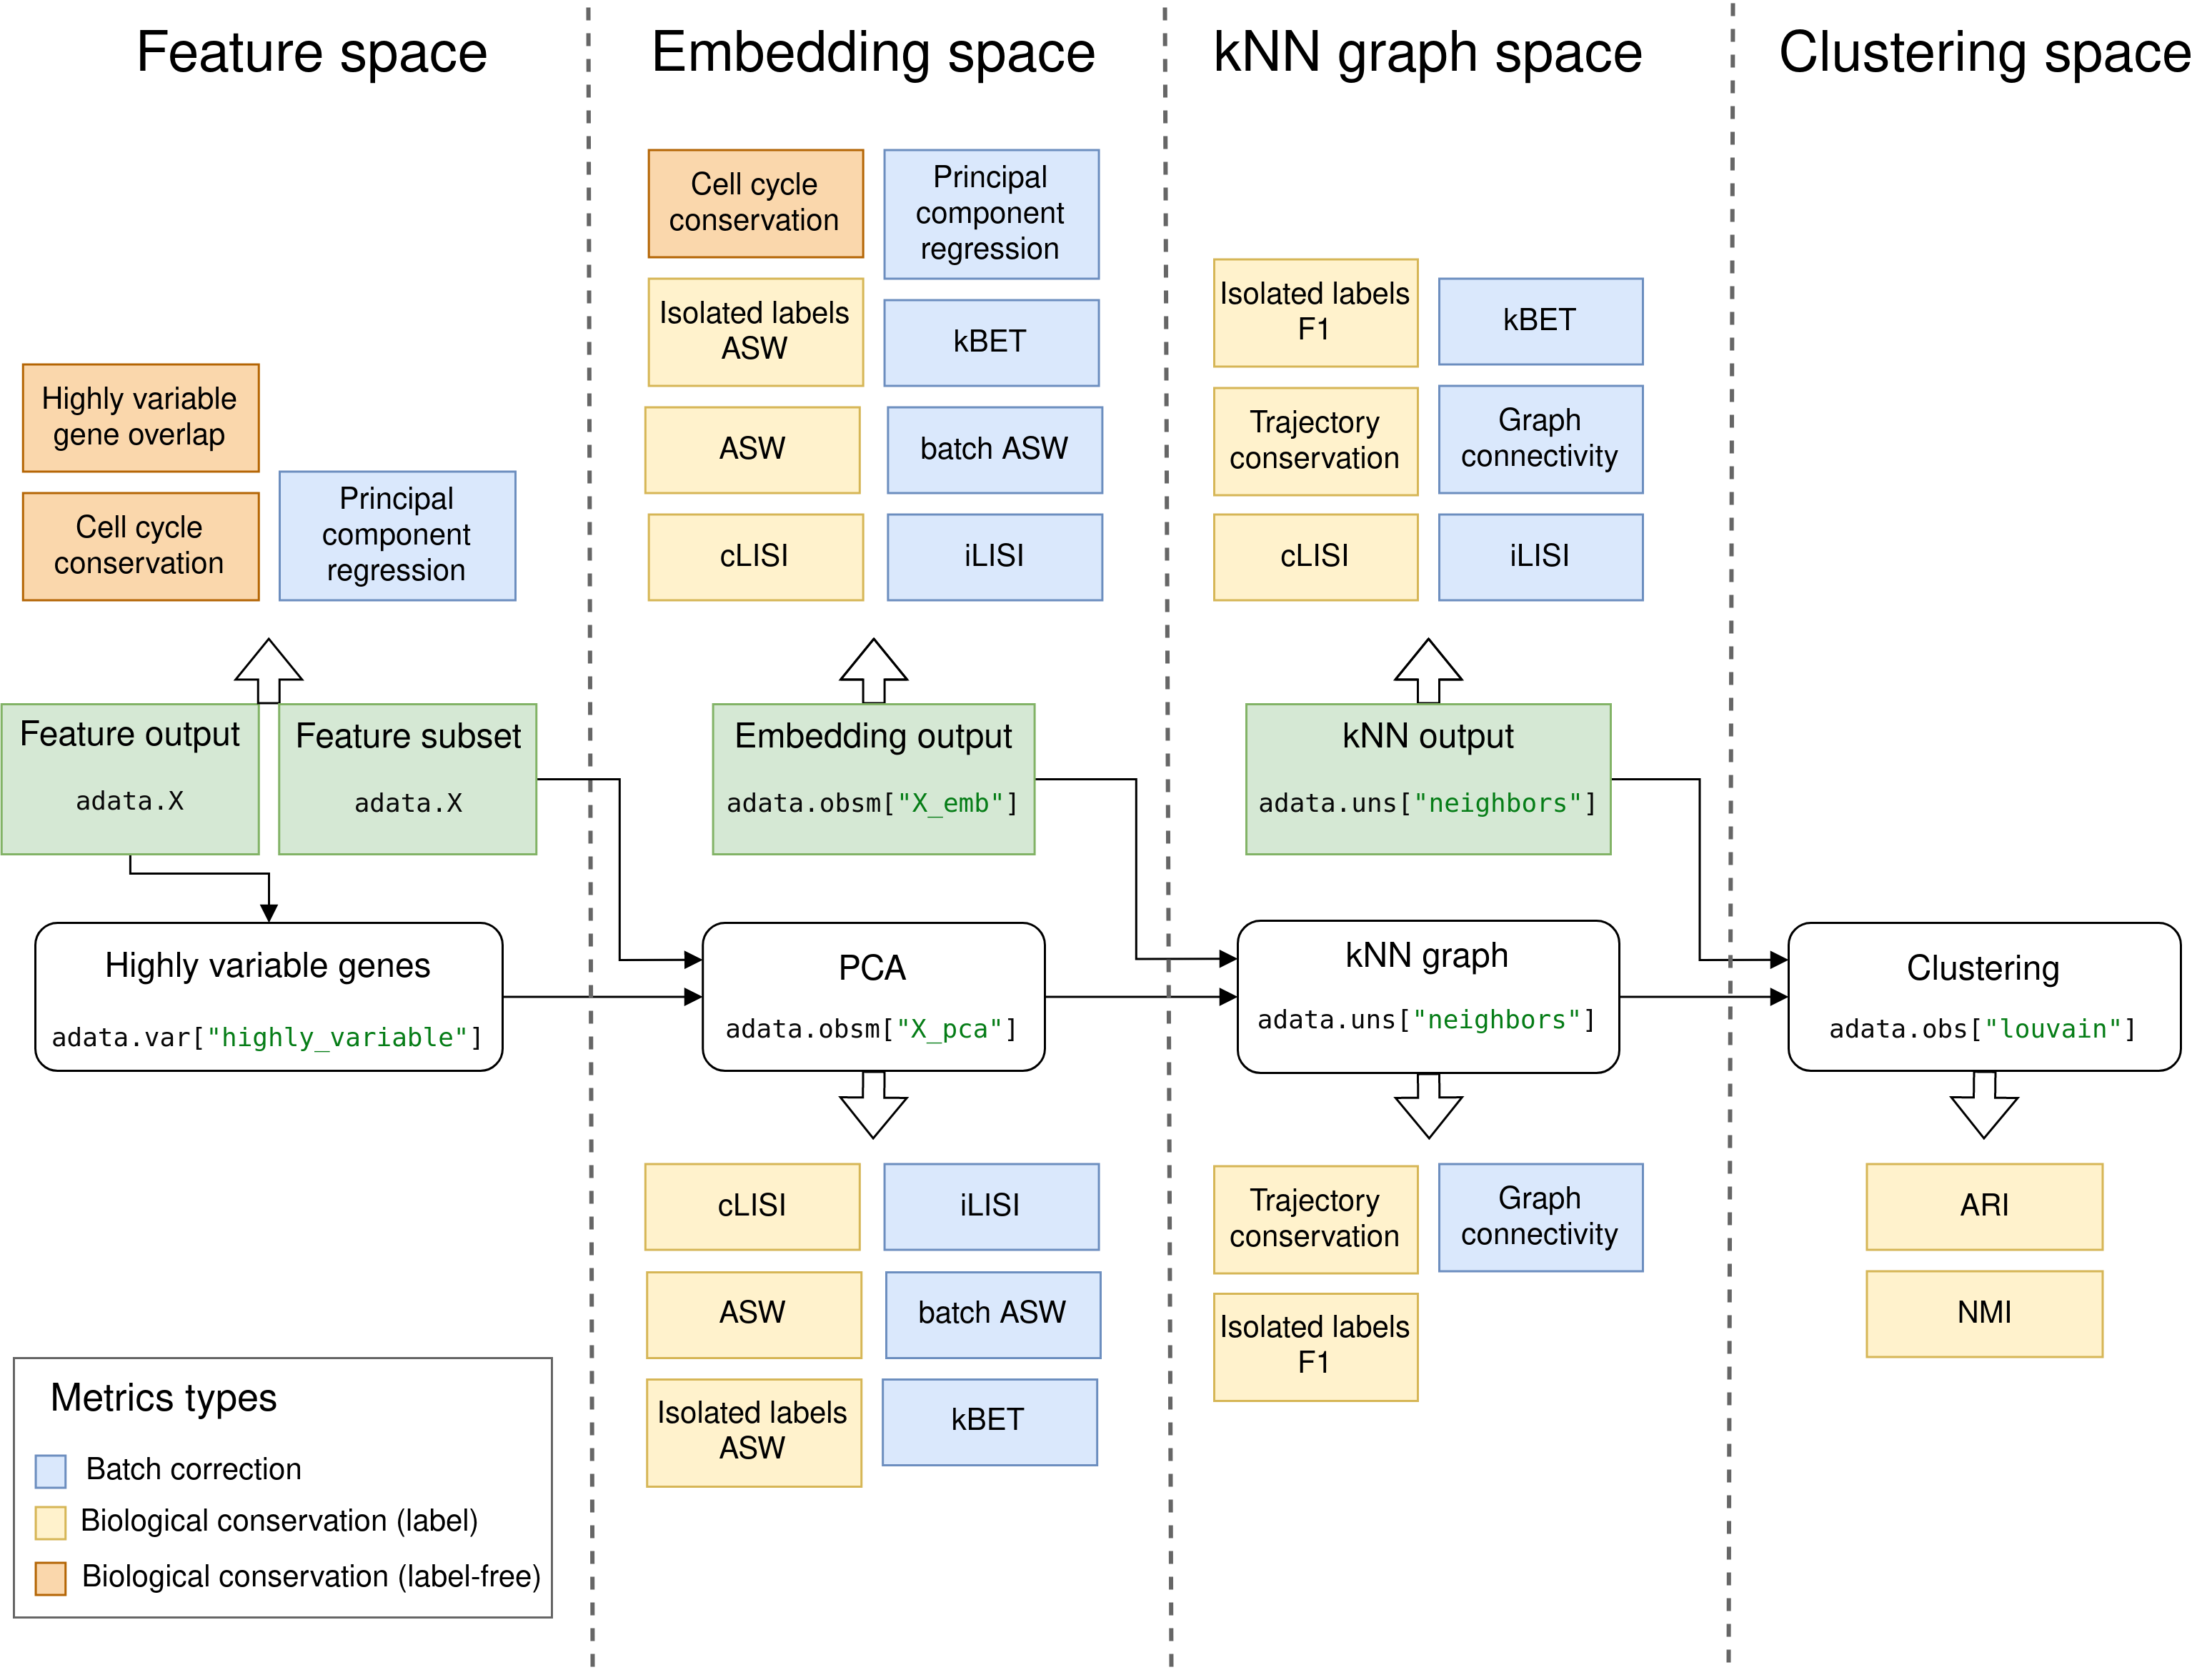 Feature space
Embedding space
kNN graph space
Clustering space
Highly variable
gene overlap
Cell cycle
conservation
Principal
component
regression
Cell cycle
conservation
Principal
component
regression
Isolated labels
ASW
kBET
ASW
batch ASW
cLISI
iLISI
Isolated labels
F1
kBET
Trajectory
conservation
Graph
connectivity
cLISI
iLISI
Feature output
adata.X
Feature subset
adata.X
Embedding output
adata.obsm["X_emb"]
kNN output
adata.uns["neighbors"]
Highly variable genes
adata.var["highly_variable"]
PCA
adata.obsm["X_pca"]
kNN graph
adata.uns["neighbors"]
Clustering
adata.obs["louvain"]
cLISI
iLISI
ASW
batch ASW
Isolated labels
ASW
kBET
Trajectory
conservation
Graph
connectivity
Isolated labels
F1
ARI
NMI
Metrics types
Batch correction
Biological conservation (label)
Biological conservation (label-free)